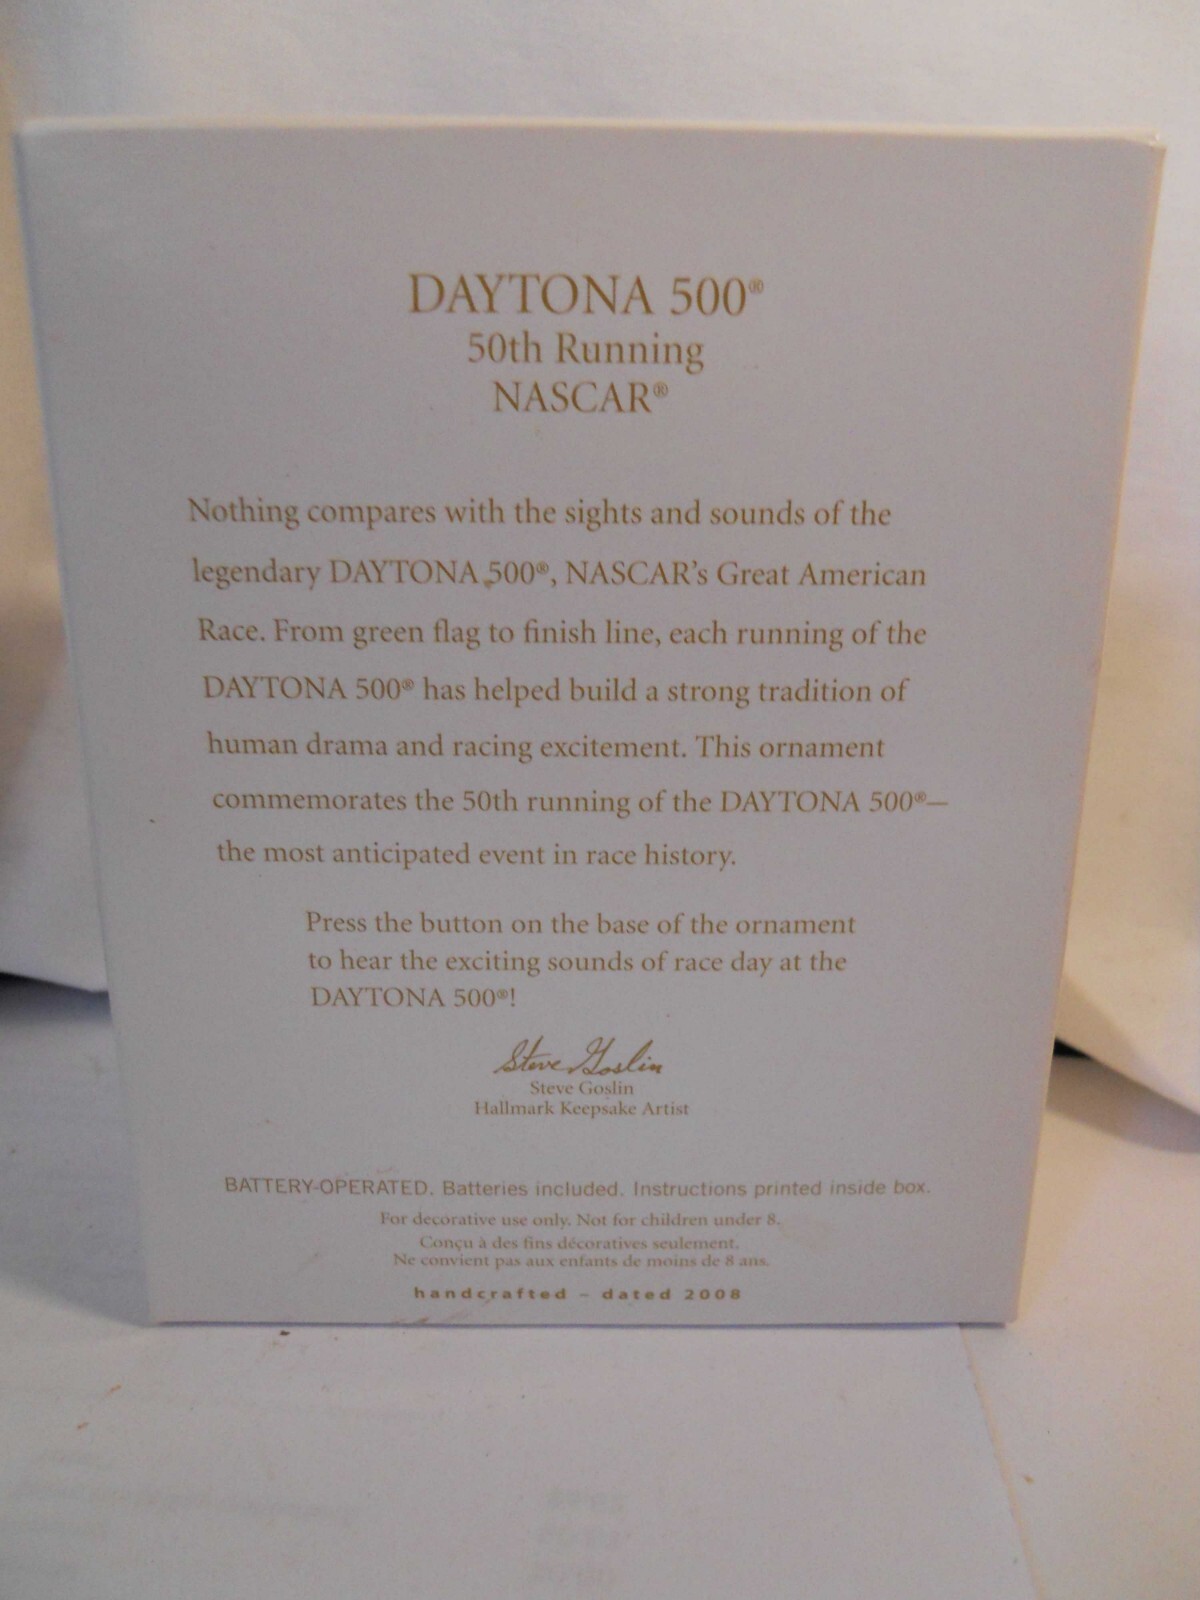 DAYTONA 500®
50th Running
NASCAR®
Nothing compares with the sights and sounds of the
legendary DAYTONA 500®, NASCAR's Great American
Race. From green flag to finish line, each running of the
DAYTONA 500® has helped build a strong tradition of
human drama and racing excitement. This ornament
commemorates the 50th running of the DAYTONA 500®—
the most anticipated event in race history.
Press the button on the base of the ornament
to hear the exciting sounds of race day at the
DAYTONA 500®!
Steve Goslin
Steve Goslin
Hallmark Keepsake Artist
BATTERY-OPERATED. Batteries included. Instructions printed inside box.
For decorative use only. Not for children under 8.
Conçu à des fins décoratives seulement.
Ne convient pas aux enfants de moins de 8 ans.
handcrafted – dated 2008